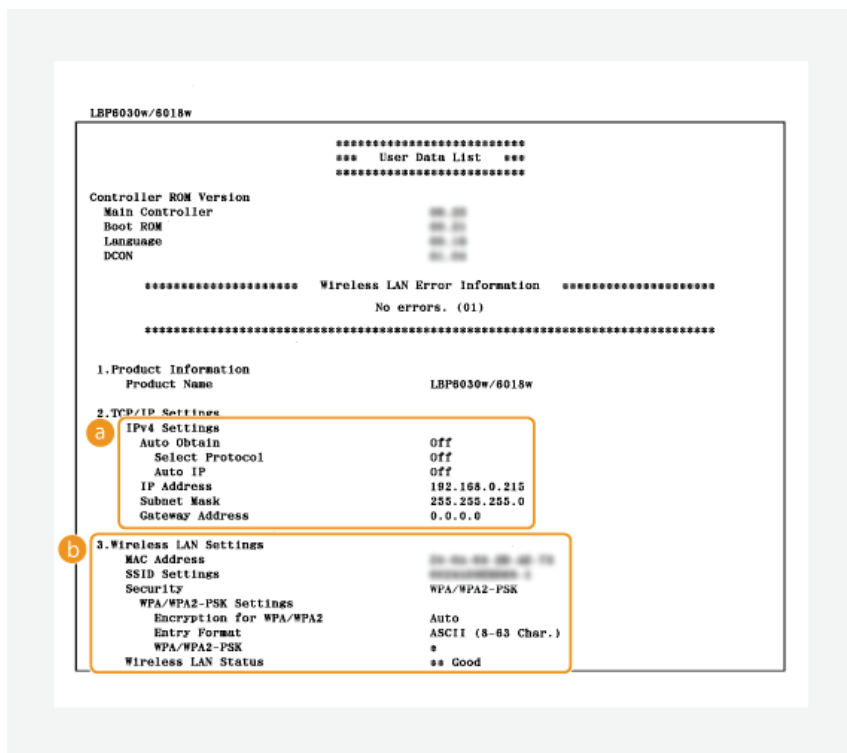 LBP6030w/6018w
**************************
*** User Data List ***
**************************
Controller ROM Version
Main Controller
Boot ROM
Language
DCON
********************* Wireless LAN Error Information *********************
No errors. (01)
******************************************************************************
1.Product Information
Product Name LBP6030w/6018w
2.TCP/IP Settings
a
IPv4 Settings
Auto Obtain Off
Select Protocol Off
Auto IP Off
IP Address 192.168.0.215
Subnet Mask 255.255.255.0
Gateway Address 0.0.0.0
b
3.Wireless LAN Settings
MAC Address
SSID Settings
Security WPA/WPA2-PSK
WPA/WPA2-PSK Settings
Encryption for WPA/WPA2 Auto
Entry Format ASCII (8-63 Char.)
WPA/WPA2-PSK *
Wireless LAN Status ** Good